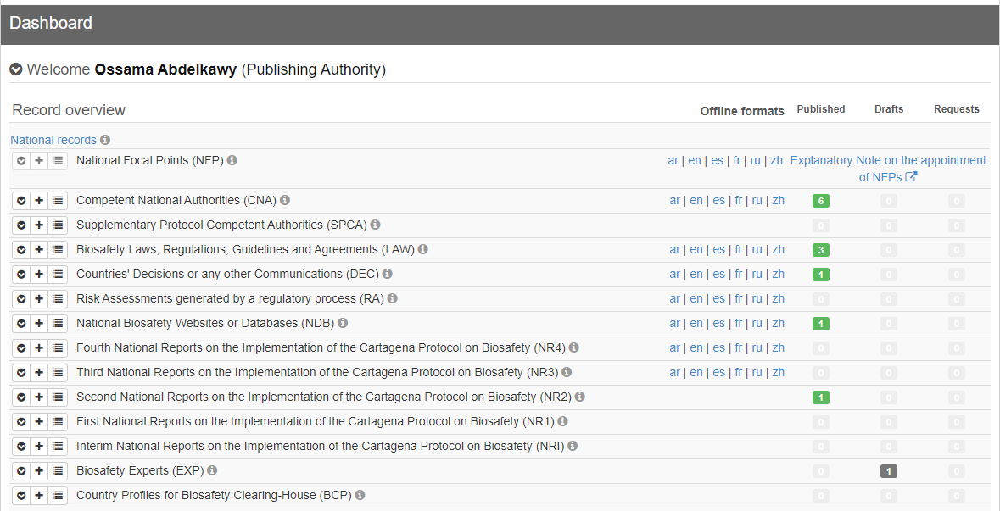 Dashboard
Welcome Ossama Abdelkawy (Publishing Authority)
Record overview Offline formats Published Drafts Requests
National records
National Focal Points (NFP) ar | en | es | fr | ru | zh Explanatory Note on the appointment
of NFPs
Competent National Authorities (CNA) ar | en | es | fr | ru | zh 6 0 0
Supplementary Protocol Competent Authorities (SPCA) 0 0 0
Biosafety Laws, Regulations, Guidelines and Agreements (LAW) ar | en | es | fr | ru | zh 3 0 0
Countries' Decisions or any other Communications (DEC) ar | en | es | fr | ru | zh 1 0 0
Risk Assessments generated by a regulatory process (RA) ar | en | es | fr | ru | zh 0 0 0
National Biosafety Websites or Databases (NDB) ar | en | es | fr | ru | zh 1 0 0
Fourth National Reports on the Implementation of the Cartagena Protocol on Biosafety (NR4) ar | en | es | fr | ru | zh 0 0 0
Third National Reports on the Implementation of the Cartagena Protocol on Biosafety (NR3) ar | en | es | fr | ru | zh 0 0 0
Second National Reports on the Implementation of the Cartagena Protocol on Biosafety (NR2) 1 0 0
First National Reports on the Implementation of the Cartagena Protocol on Biosafety (NR1) 0 0 0
Interim National Reports on the Implementation of the Cartagena Protocol on Biosafety (NRI) 0 0 0
Biosafety Experts (EXP) 0 1 0
Country Profiles for Biosafety Clearing-House (BCP) 0 0 0